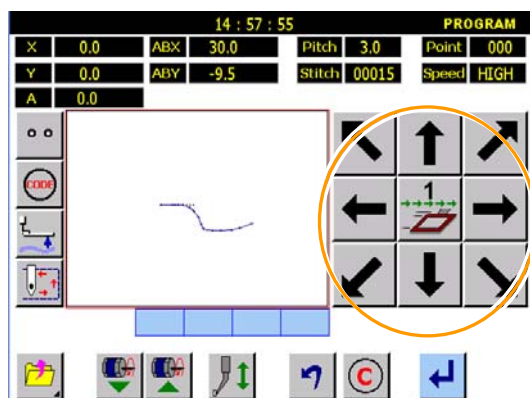 14 : 57 : 55 PROGRAM
X 0.0 ABX 30.0 Pitch 3.0 Point 000
Y 0.0 ABY -9.5 Stitch 00015 Speed HIGH
A 0.0
CODE
1
C